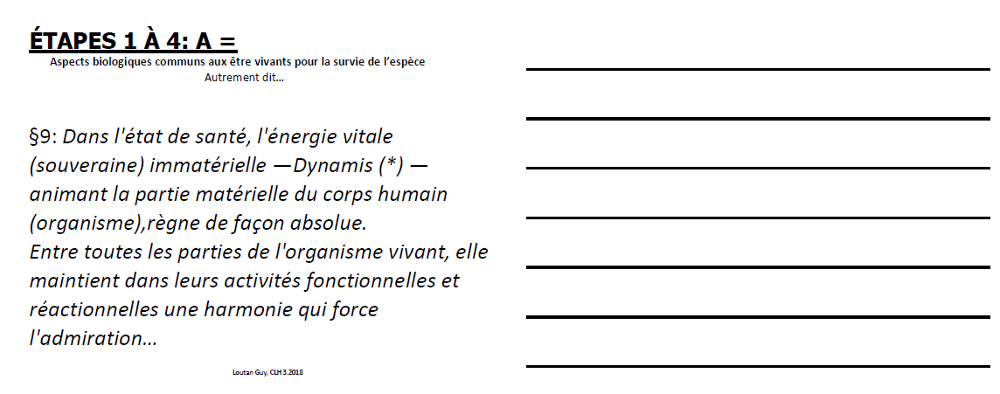 ÉTAPES 1 À 4: A =
Aspects biologiques communs aux être vivants pour la survie de l’espèce
Autrement dit…
§9: Dans l'état de santé, l'énergie vitale
(souveraine) immatérielle —Dynamis (*) —
animant la partie matérielle du corps humain
(organisme),règne de façon absolue.
Entre toutes les parties de l'organisme vivant, elle
maintient dans leurs activités fonctionnelles et
réactionnelles une harmonie qui force
l'admiration…
Loutan Guy, CLH 3.2018